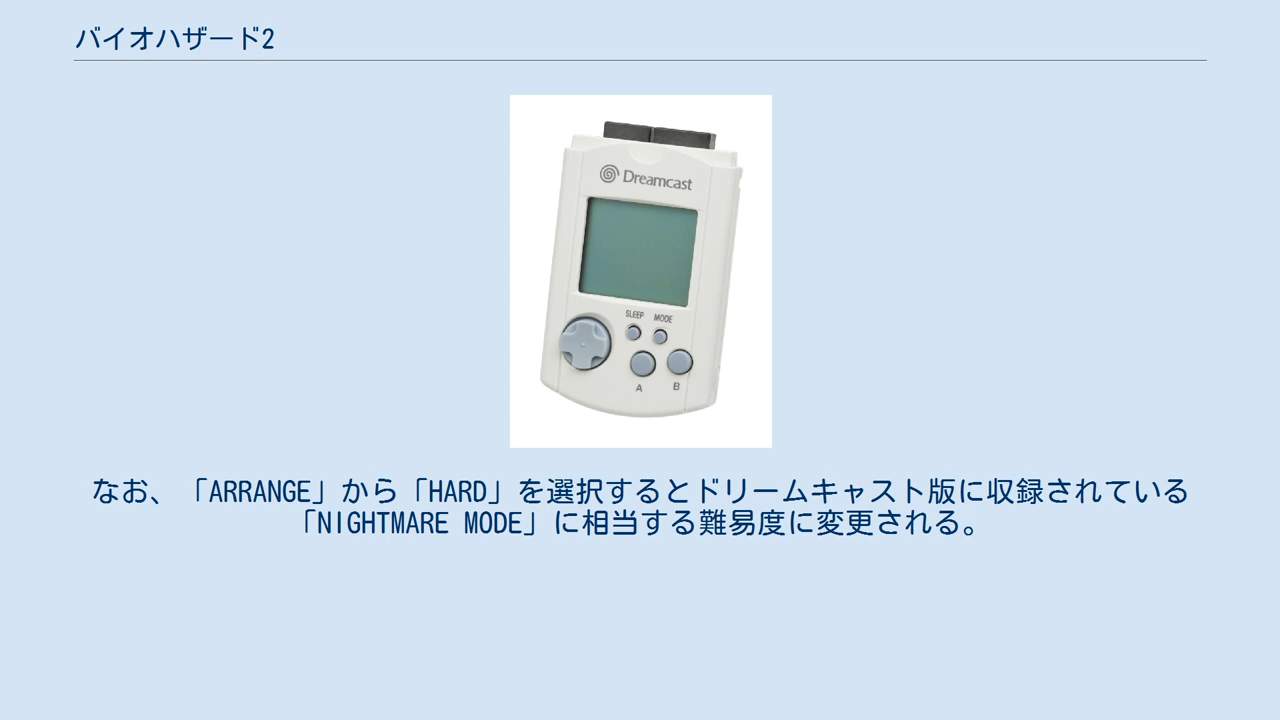 バイオハザード2
Dreamcast
SLEEP MODE
A B
なお、「ARRANGE」から「HARD」を選択するとドリームキャスト版に収録されている
「NIGHTMARE MODE」に相当する難易度に変更される。